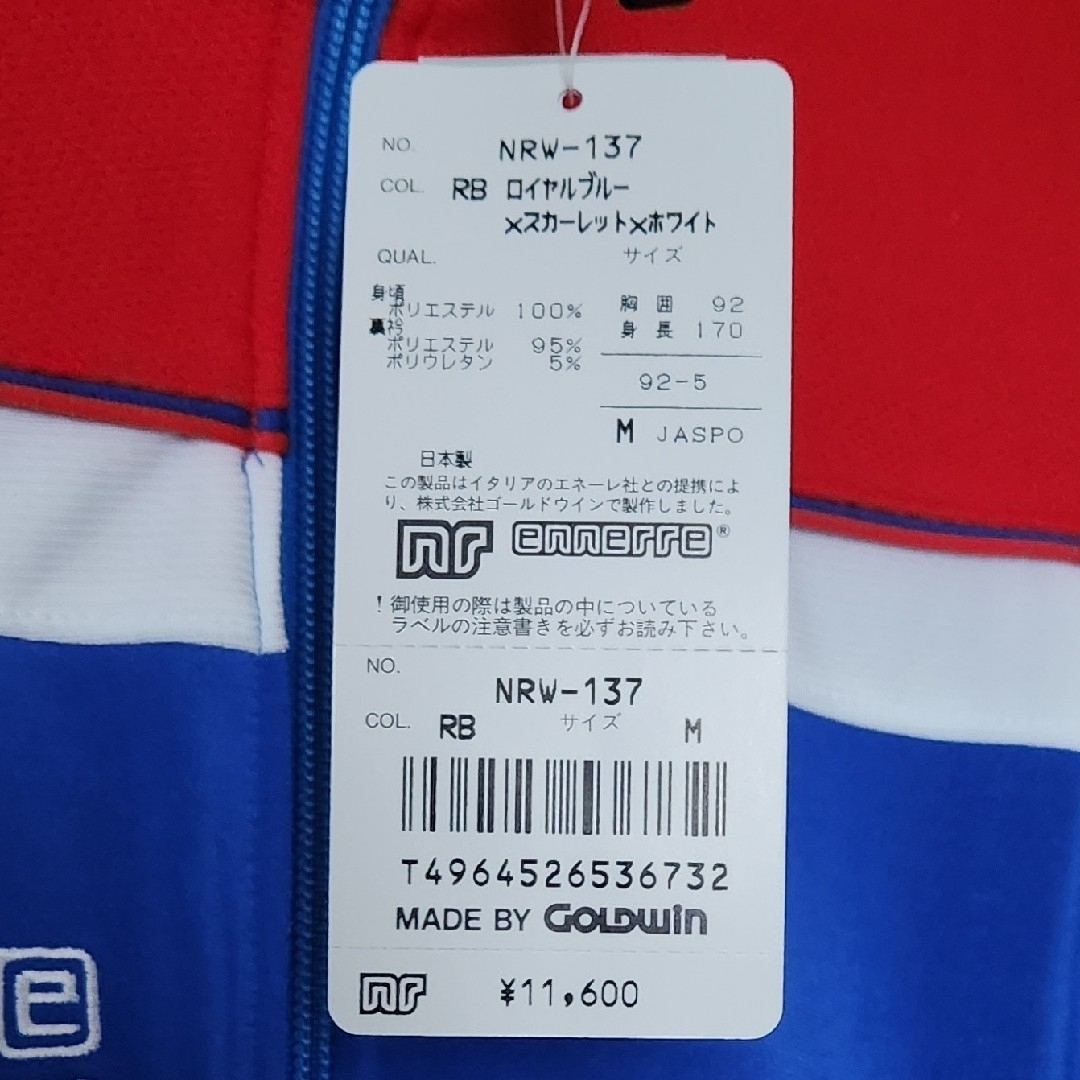 NO. NRW-137
COL. RB ロイヤルブルー
×スカーレット×ホワイト
QUAL. サイズ
身頃
ポリエステル 100%
裏衿
ポリエステル 95%
ポリウレタン 5%
胸囲 92
身長 170
92-5
M JASPO
日本製
この製品はイタリアのエネーレ社との提携によ
り、株式会社ゴールドウインで製作しました。
nr ennerre®
!御使用の際は製品の中についている
ラベルの注意書きを必ずお読み下さい。
NO.
NRW-137
COL. RB サイズ M
T4964526536732
MADE BY GOLDWIN
nr ¥11,600
e